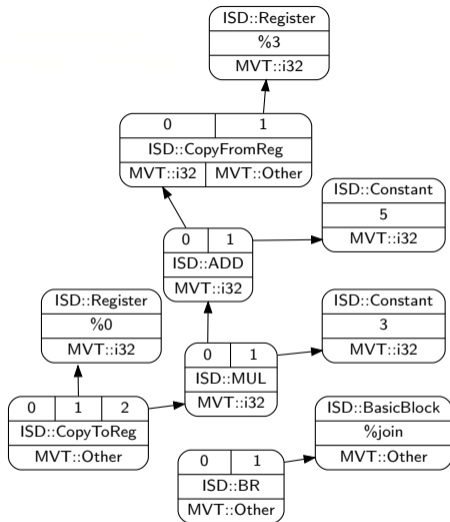 ISD::Register
%3
MVT::i32
0 1
ISD::CopyFromReg
MVT::i32 MVT::Other
ISD::Constant
5
MVT::i32
0 1
ISD::ADD
MVT::i32
ISD::Register
%0
MVT::i32
ISD::Constant
3
MVT::i32
0 1
ISD::MUL
MVT::i32
0 1 2
ISD::CopyToReg
MVT::Other
ISD::BasicBlock
%join
MVT::Other
0 1
ISD::BR
MVT::Other